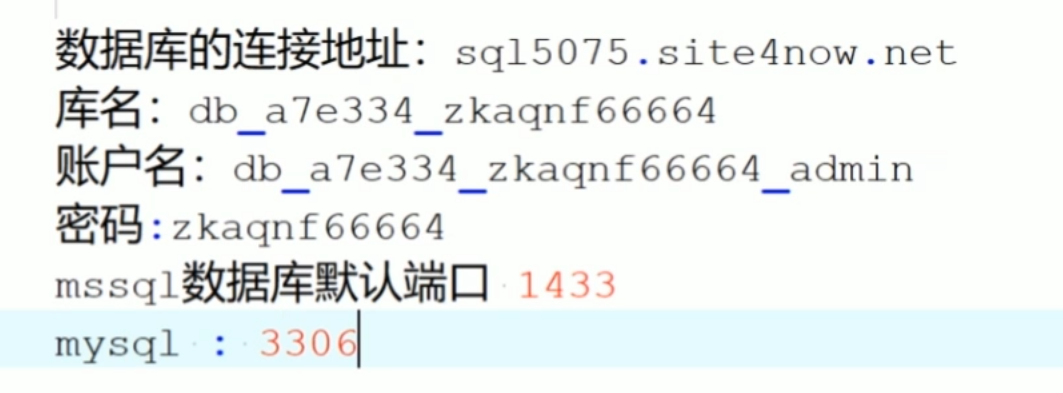 数据库的连接地址：sql5075.site4now.net
库名：db_a7e334_zkaqnf66664
账户名：db_a7e334_zkaqnf66664_admin
密码:zkaqnf66664
mssql数据库默认端口 1433
mysql : 3306